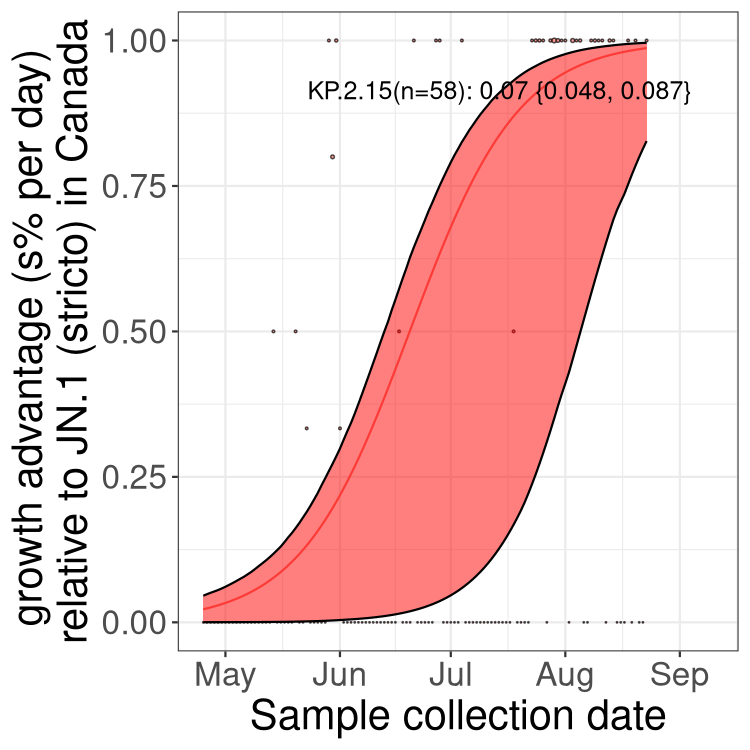 growth advantage (s% per day)
relative to JN.1 (stricto) in Canada
1.00
0.75
0.50
0.25
0.00
KP.2.15(n=58): 0.07 {0.048, 0.087}
May Jun Jul Aug Sep
Sample collection date